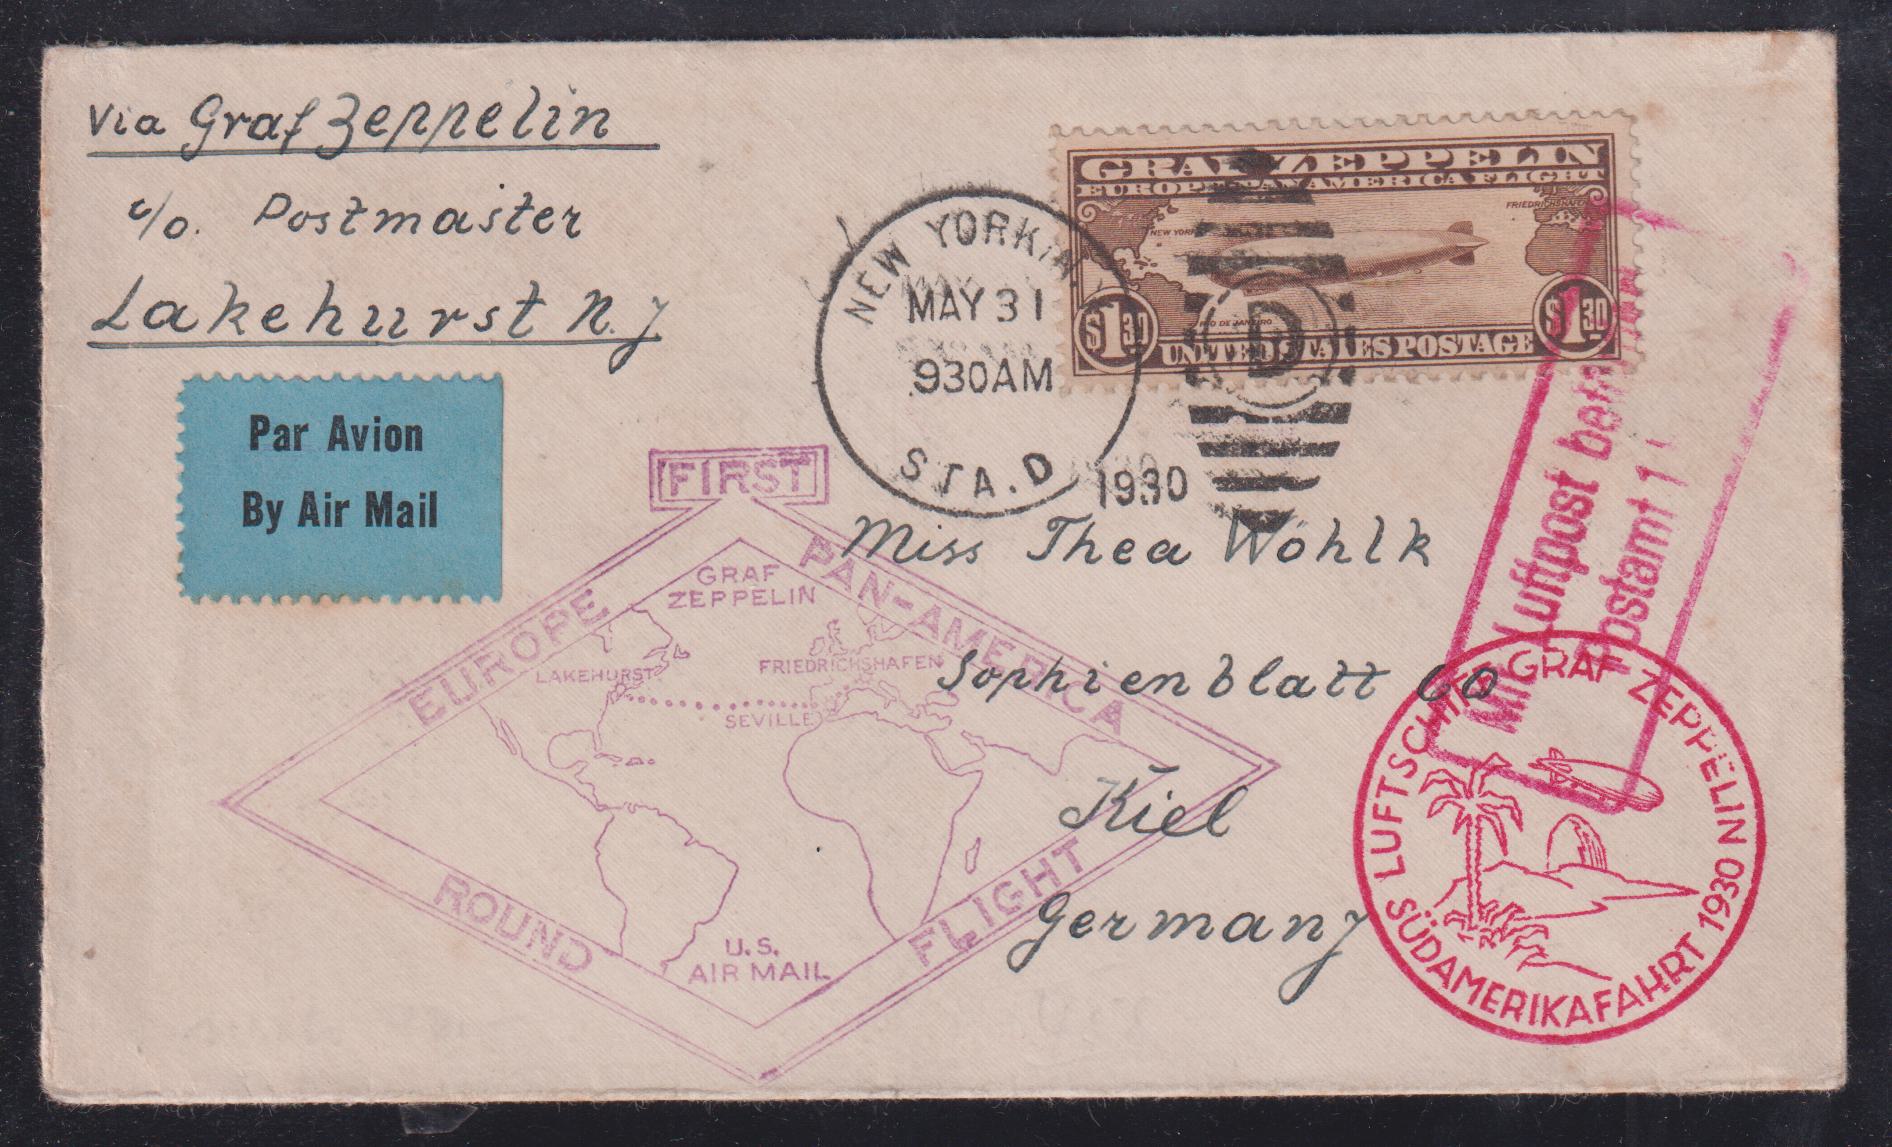 Via Graf Zeppelin
c/o. Postmaster
Lakehurst N.J
Par Avion
By Air Mail
GRAF ZEPPELIN
EUROPE PAN AMERICA FLIGHT
FRIEDRICHSHAFEN
NEW YORK
RIO DE JANEIRO
$1.30
$1.30
UNITED STATES POSTAGE
NEW YORK
MAY 31
930AM
STA.D
1930
D
FIRST
EUROPE
PAN-AMERICA
GRAF
ZEPPELIN
LAKEHURST
FRIEDRICHSHAFEN
SEVILLE
ROUND
FLIGHT
U.S.
AIR MAIL
Miss Thea Wöhlk
Sophienblatt
Kiel
Germany
Mit Luftpost
Postamt 1
LUFTSCHIFF GRAF ZEPPELIN
SÜDAMERIKAFAHRT 1930